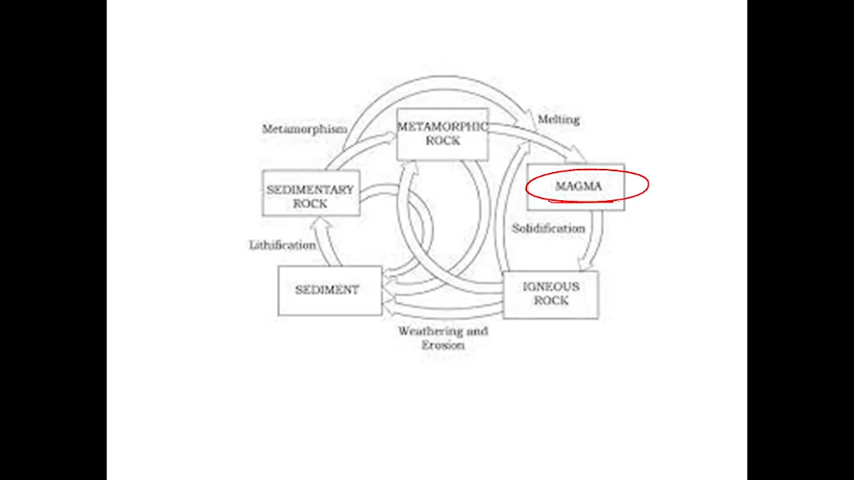 Metamorphism
METAMORPHIC
ROCK
Melting
SEDIMENTARY
ROCK
MAGMA
Lithification
Solidification
SEDIMENT
IGNEOUS
ROCK
Weathering and
Erosion